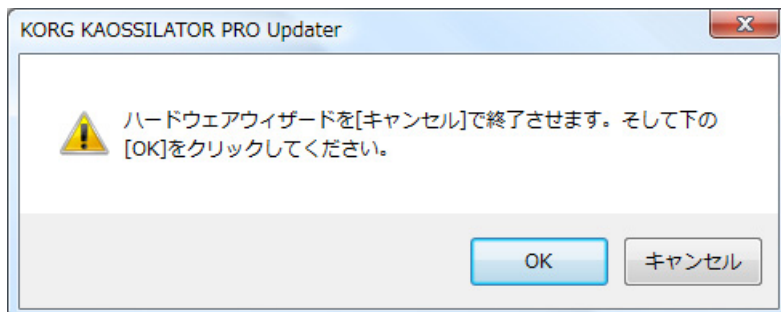 KORG KAOSSILATOR PRO Updater
ハードウェアウィザードを[キャンセル]で終了させます。そして下の
[OK]をクリックしてください。
OK
キャンセル